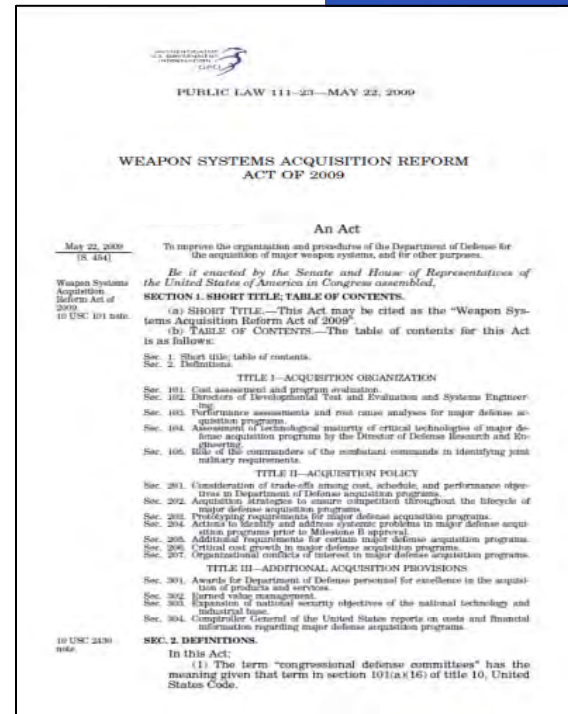 AUTHENTICATED
U.S. GOVERNMENT
INFORMATION
GPO
PUBLIC LAW 111–23—MAY 22, 2009
WEAPON SYSTEMS ACQUISITION REFORM
ACT OF 2009
An Act
May 22, 2009
[S. 454]
To improve the organization and procedures of the Department of Defense for
the acquisition of major weapon systems, and for other purposes.
Be it enacted by the Senate and House of Representatives of
the United States of America in Congress assembled,
Weapon Systems
Acquisition
Reform Act of
2009.
10 USC 101 note.
SECTION 1. SHORT TITLE; TABLE OF CONTENTS.
(a) SHORT TITLE.—This Act may be cited as the “Weapon Sys-
tems Acquisition Reform Act of 2009”.
(b) TABLE OF CONTENTS.—The table of contents for this Act
is as follows:
Sec. 1. Short title; table of contents.
Sec. 2. Definitions.
TITLE I—ACQUISITION ORGANIZATION
Sec. 101. Cost assessment and program evaluation.
Sec. 102. Directors of Developmental Test and Evaluation and Systems Engineer-
ing.
Sec. 103. Performance assessments and root cause analyses for major defense ac-
quisition programs.
Sec. 104. Assessment of technological maturity of critical technologies of major de-
fense acquisition programs by the Director of Defense Research and En-
gineering.
Sec. 105. Role of the commanders of the combatant commands in identifying joint
military requirements.
TITLE II—ACQUISITION POLICY
Sec. 201. Consideration of trade-offs among cost, schedule, and performance objec-
tives in Department of Defense acquisition programs.
Sec. 202. Acquisition strategies to ensure competition throughout the lifecycle of
major defense acquisition programs.
Sec. 203. Prototyping requirements for major defense acquisition programs.
Sec. 204. Actions to identify and address systemic problems in major defense acqui-
sition programs prior to Milestone B approval.
Sec. 205. Additional requirements for certain major defense acquisition programs.
Sec. 206. Critical cost growth in major defense acquisition programs.
Sec. 207. Organizational conflicts of interest in major defense acquisition programs.
TITLE III—ADDITIONAL ACQUISITION PROVISIONS
Sec. 301. Awards for Department of Defense personnel for excellence in the acquisi-
tion of products and services.
Sec. 302. Earned value management.
Sec. 303. Expansion of national security objectives of the national technology and
industrial base.
Sec. 304. Comptroller General of the United States reports on costs and financial
information regarding major defense acquisition programs.
10 USC 2430
note.
SEC. 2. DEFINITIONS.
In this Act:
(1) The term “congressional defense committees” has the
meaning given that term in section 101(a)(16) of title 10, United
States Code.